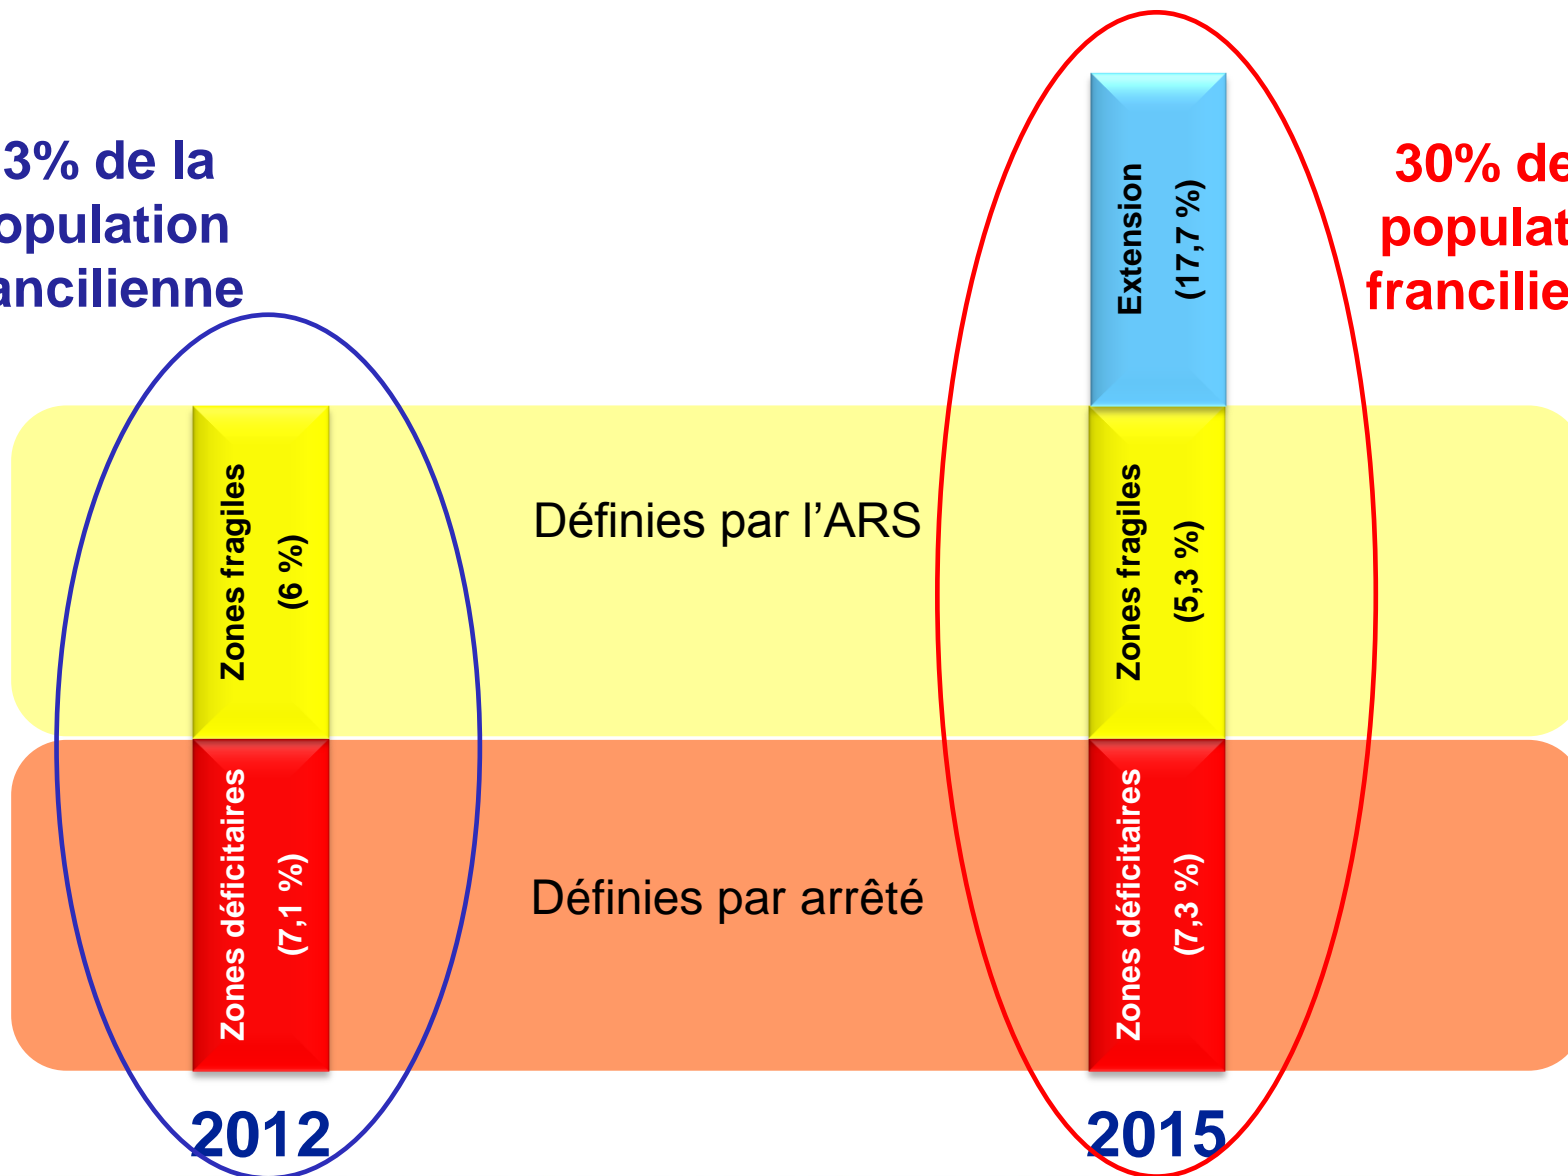 3% de la
opulation
ancilienne
30% de
populat
francilie
Extension
(17,7 %)
Zones fragiles
(6 %)
Définies par l’ARS
Zones fragiles
(5,3 %)
Zones déficitaires
(7,1 %)
Définies par arrêté
Zones déficitaires
(7,3 %)
2012
2015